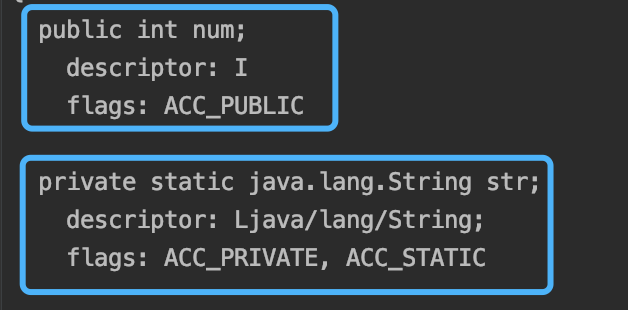 public int num;
descriptor: I
flags: ACC_PUBLIC
private static java.lang.String str;
descriptor: Ljava/lang/String;
flags: ACC_PRIVATE, ACC_STATIC